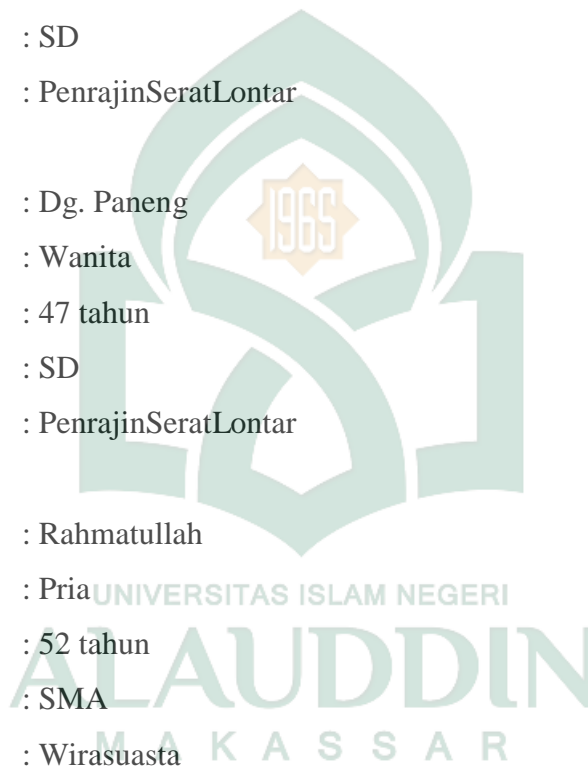 : SD
: PenrajinSeratLontar
: Dg. Paneng
1965
: Wanita
: 47 tahun
: SD
: PenrajinSeratLontar
: Rahmatullah
: Pria
UNIVERSITAS ISLAM NEGERI
: 52 tahun
ALAUDDIN
: SMA
: Wirasuasta
MAKASSAR